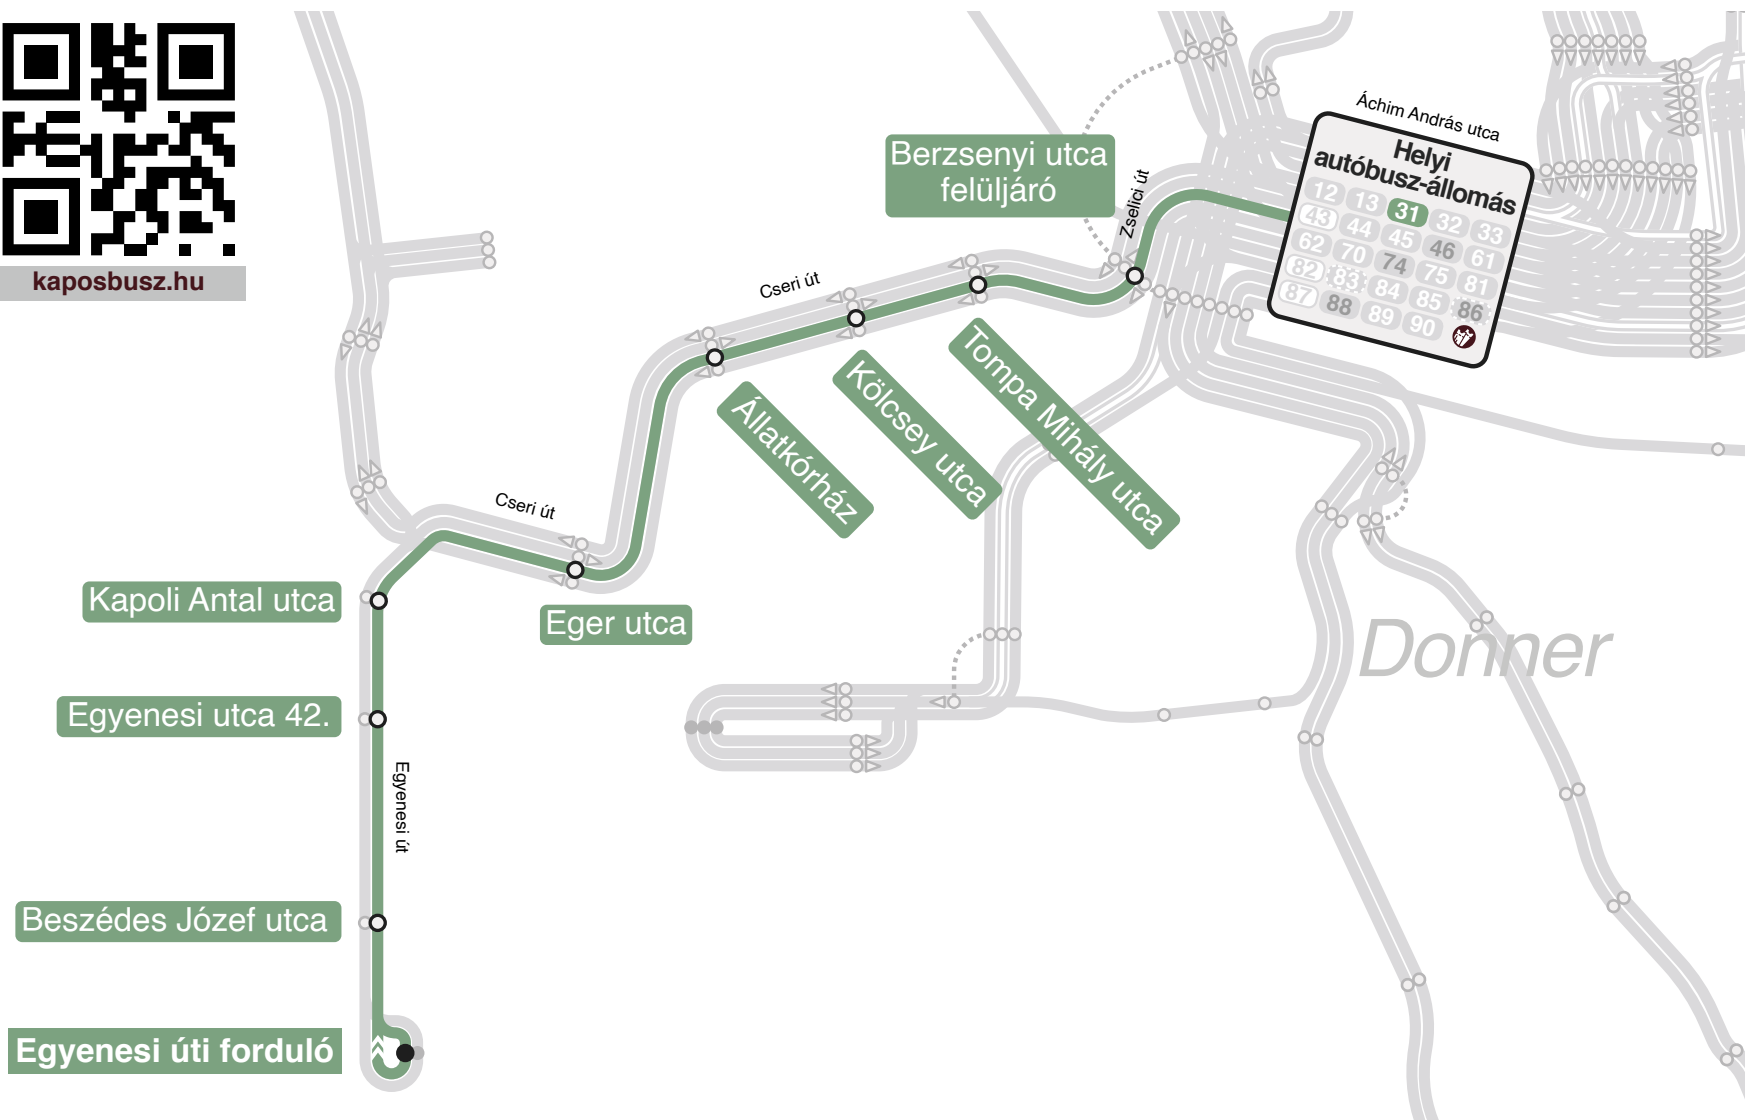 kaposbusz.hu
Áchim András utca
Helyi
autóbusz-állomás
12 13 31 32 33
43 44 45 46 61
62 70 74 75 81
82 83 84 85 86
87 88 89 90
Berzsenyi utca
felüljáró
Zselici út
Cseri út
Tompa Mihály utca
Kölcsey utca
Állatkórház
Cseri út
Eger utca
Kapoli Antal utca
Egyenesi utca 42.
Egyenesi út
Beszédes József utca
Egyenesi úti forduló
Donner